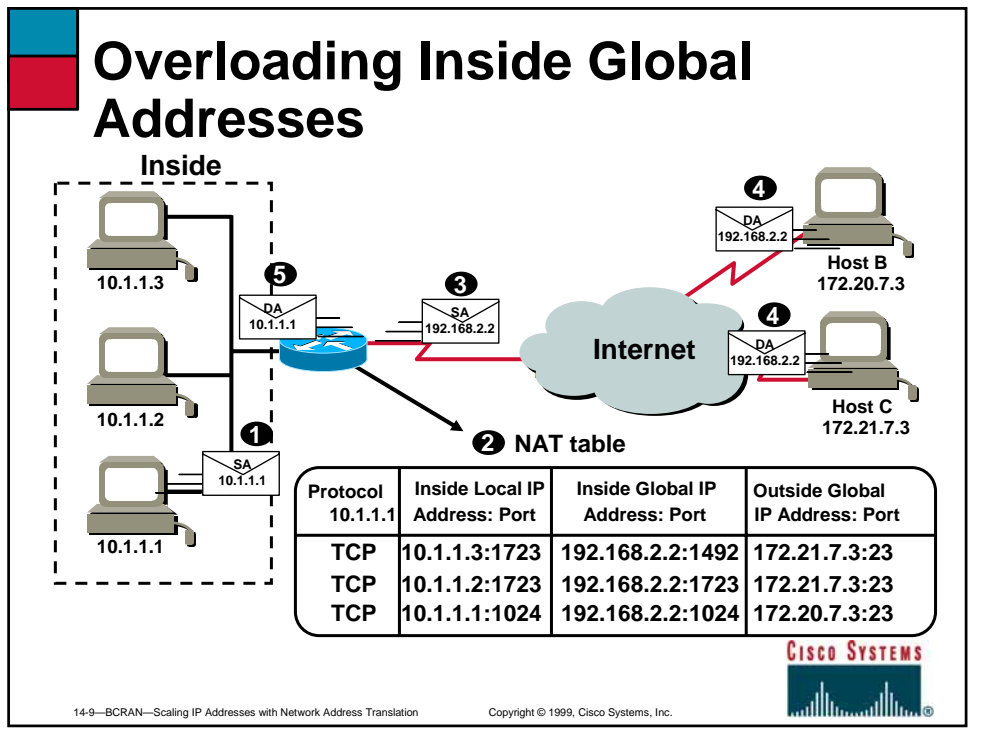 Overloading Inside Global
Addresses
Inside
10.1.1.3
10.1.1.2
10.1.1.1
1
SA
10.1.1.1
5
DA
10.1.1.1
3
SA
192.168.2.2
Internet
4
DA
192.168.2.2
Host B
172.20.7.3
4
DA
192.168.2.2
Host C
172.21.7.3
2 NAT table
Protocol
10.1.1.1
Inside Local IP
Address: Port
Inside Global IP
Address: Port
Outside Global
IP Address: Port
TCP 10.1.1.3:1723 192.168.2.2:1492 172.21.7.3:23
TCP 10.1.1.2:1723 192.168.2.2:1723 172.21.7.3:23
TCP 10.1.1.1:1024 192.168.2.2:1024 172.20.7.3:23
CISCO SYSTEMS
®
14-9—BCRAN—Scaling IP Addresses with Network Address Translation
Copyright © 1999, Cisco Systems, Inc.